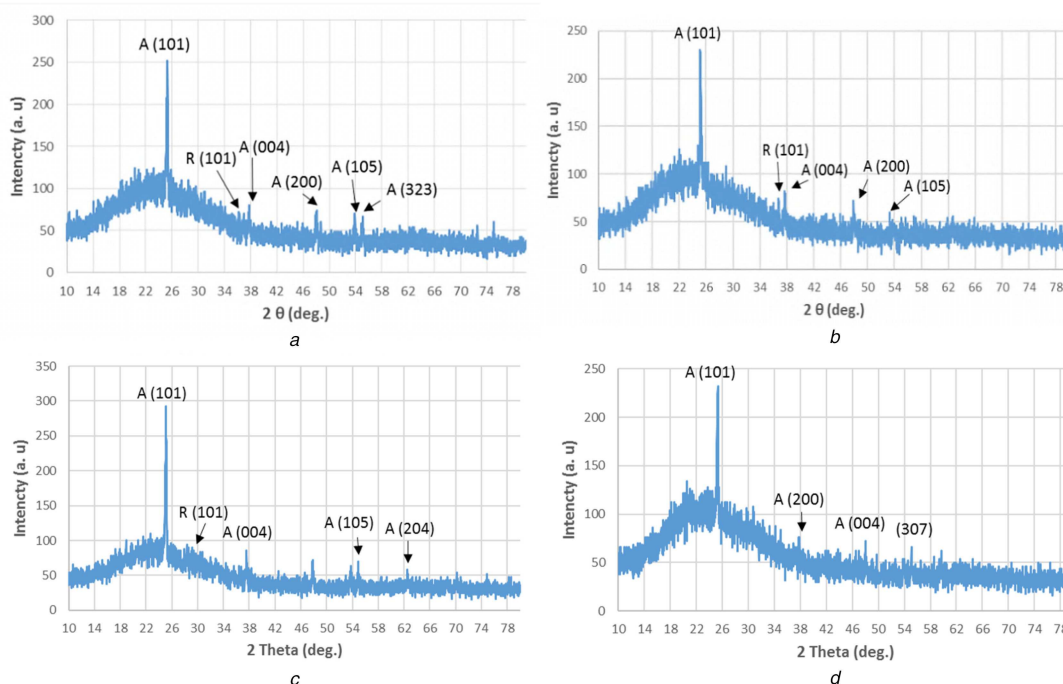 A (101)
R (101)
A (004)
A (200)
A (105)
A (323)
Intencty (a. u)
300
250
200
150
100
50
0
10 14 18 22 26 30 34 38 42 46 50 54 58 62 66 70 74 78
2 θ (deg.)
a
A (101)
R (101)
A (004)
A (200)
A (105)
Intencty (a. u)
250
200
150
100
50
0
10 14 18 22 26 30 34 38 42 46 50 54 58 62 66 70 74 78
2 θ (deg.)
b
A (101)
R (101)
A (004)
A (105)
A (204)
Intencty (a. u)
350
300
250
200
150
100
50
0
10 14 18 22 26 30 34 38 42 46 50 54 58 62 66 70 74 78
2 Theta (deg.)
c
A (101)
A (200)
A (004)
(307)
Intencty (a. u)
250
200
150
100
50
0
10 14 18 22 26 30 34 38 42 46 50 54 58 62 66 70 74 78
2 Theta (deg.)
d